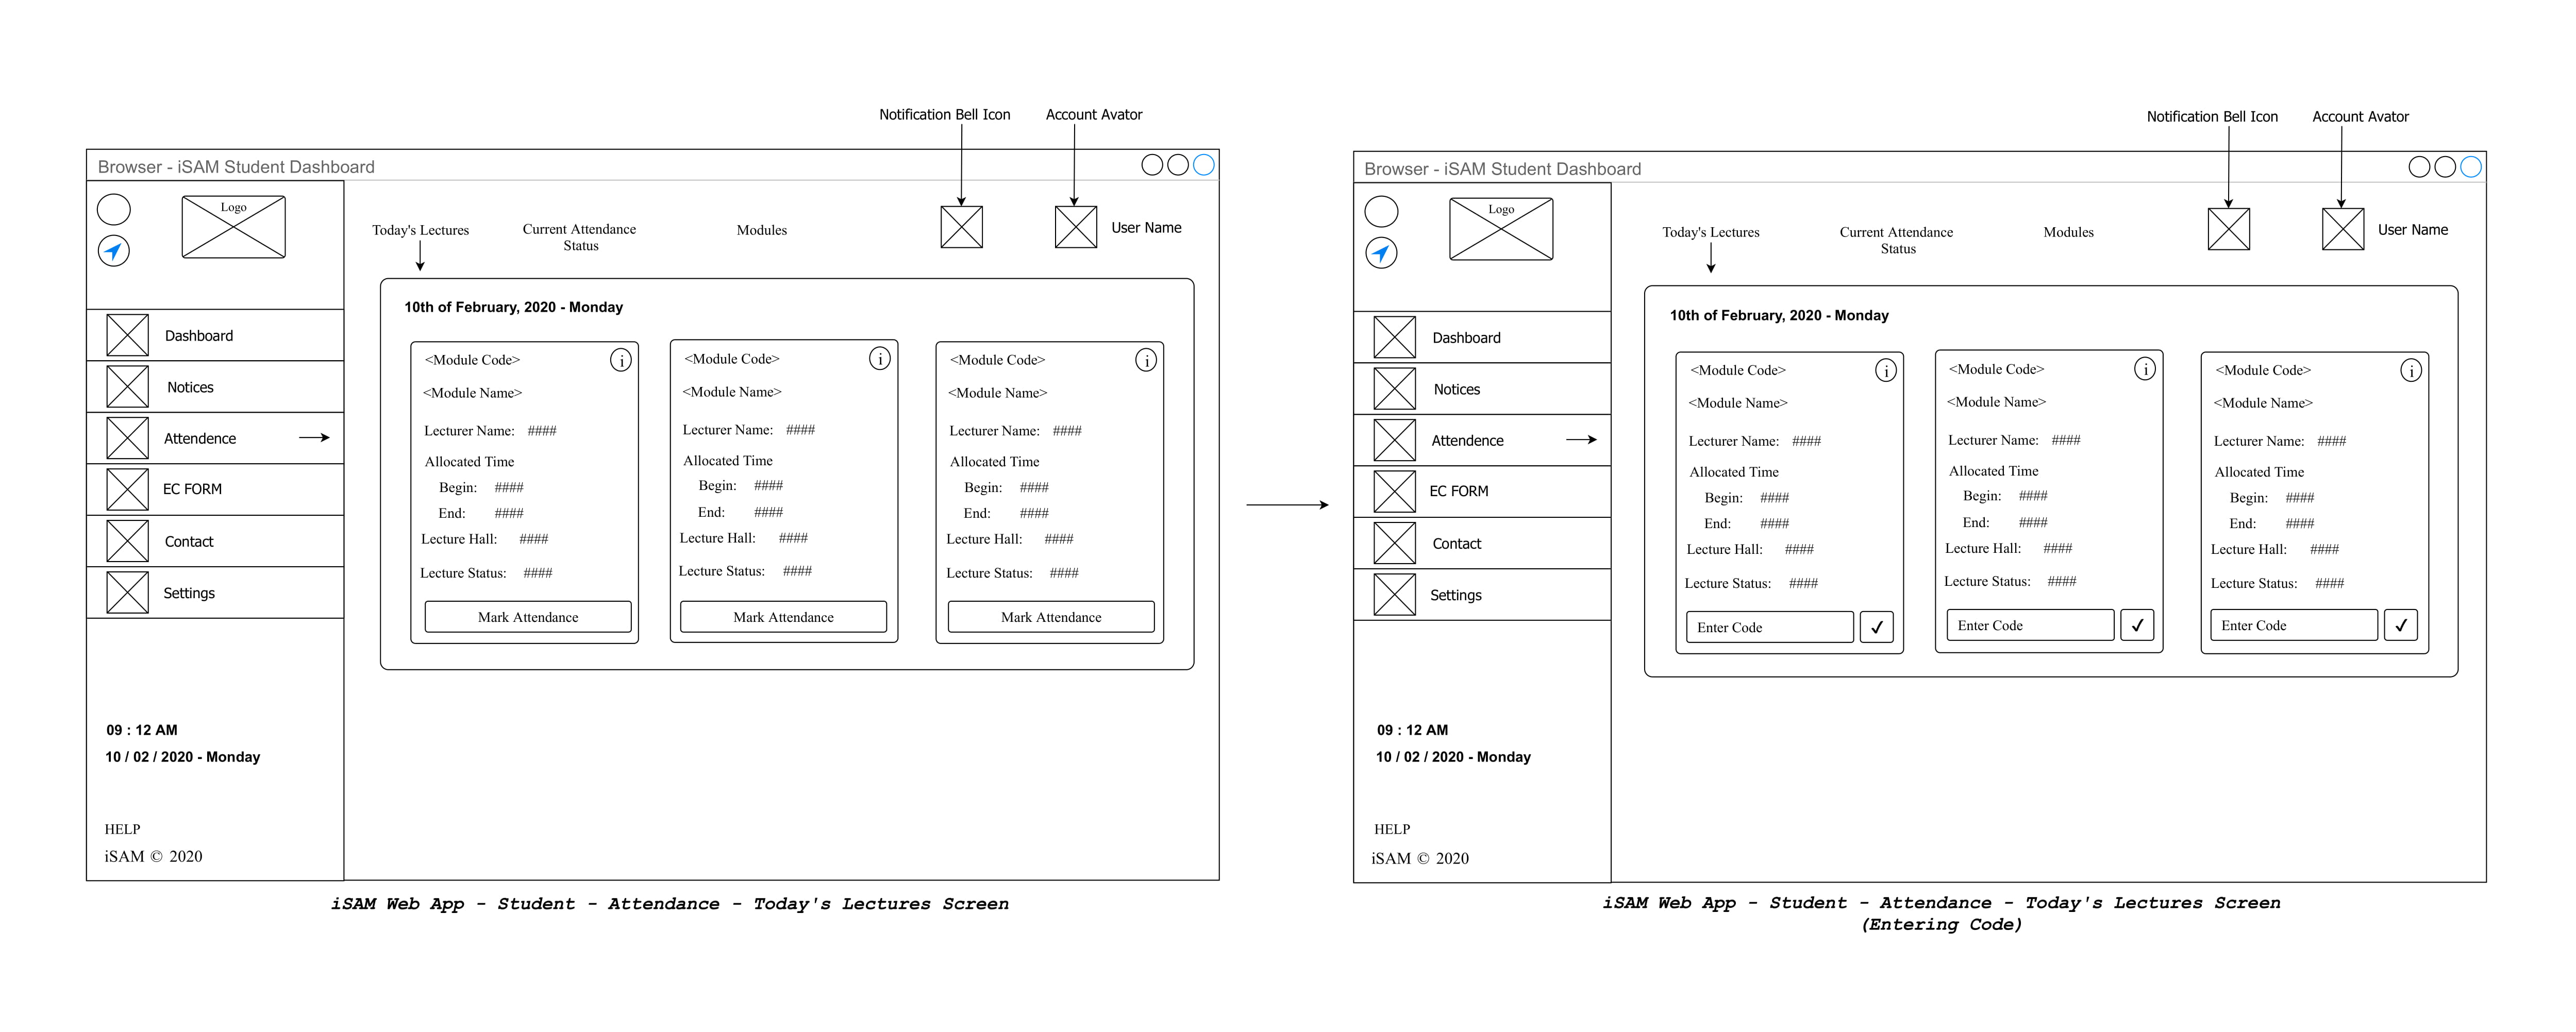 Notification Bell Icon
Account Avator
Browser - iSAM Student Dashboard
Logo
Today's Lectures
Current Attendance
Status
Modules
User Name
Dashboard
Notices
Attendence
EC FORM
Contact
Settings
09 : 12 AM
10 / 02 / 2020 - Monday
HELP
iSAM © 2020
10th of February, 2020 - Monday
<Module Code>
i
<Module Name>
Lecturer Name: ####
Allocated Time
Begin: ####
End: ####
Lecture Hall: ####
Lecture Status: ####
Mark Attendance
<Module Code>
i
<Module Name>
Lecturer Name: ####
Allocated Time
Begin: ####
End: ####
Lecture Hall: ####
Lecture Status: ####
Mark Attendance
<Module Code>
i
<Module Name>
Lecturer Name: ####
Allocated Time
Begin: ####
End: ####
Lecture Hall: ####
Lecture Status: ####
Mark Attendance
iSAM Web App - Student - Attendance - Today's Lectures Screen
Notification Bell Icon
Account Avator
Browser - iSAM Student Dashboard
Logo
Today's Lectures
Current Attendance
Status
Modules
User Name
Dashboard
Notices
Attendence
EC FORM
Contact
Settings
09 : 12 AM
10 / 02 / 2020 - Monday
HELP
iSAM © 2020
10th of February, 2020 - Monday
<Module Code>
i
<Module Name>
Lecturer Name: ####
Allocated Time
Begin: ####
End: ####
Lecture Hall: ####
Lecture Status: ####
Enter Code ✓
<Module Code>
i
<Module Name>
Lecturer Name: ####
Allocated Time
Begin: ####
End: ####
Lecture Hall: ####
Lecture Status: ####
Enter Code ✓
<Module Code>
i
<Module Name>
Lecturer Name: ####
Allocated Time
Begin: ####
End: ####
Lecture Hall: ####
Lecture Status: ####
Enter Code ✓
iSAM Web App - Student - Attendance - Today's Lectures Screen
(Entering Code)